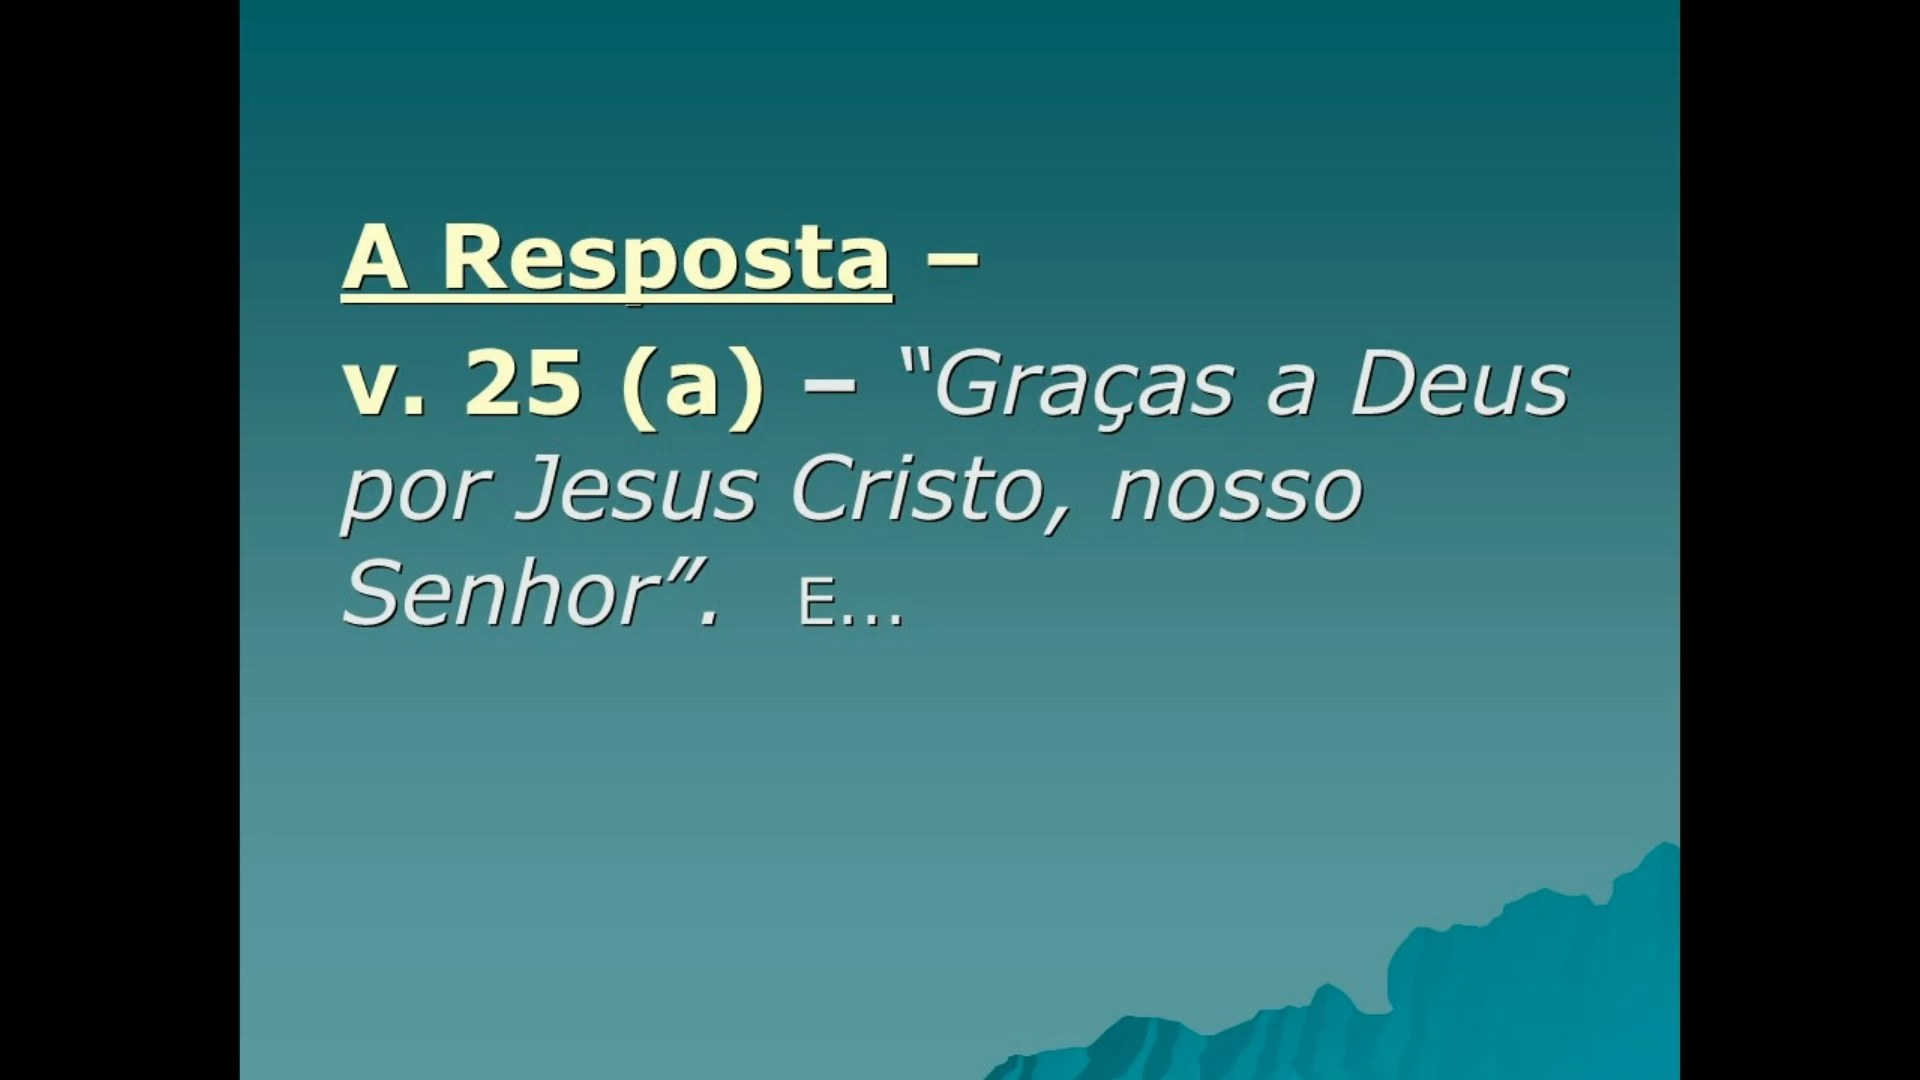 A Resposta –
v. 25 (a) – “Graças a Deus
por Jesus Cristo, nosso
Senhor”. E...